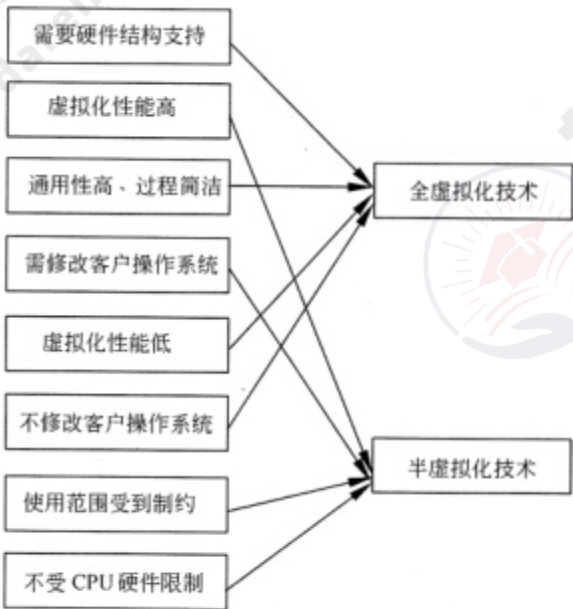 需要硬件结构支持
虚拟化性能高
通用性高、过程简洁
全虚拟化技术
需修改客户操作系统
虚拟化性能低
不修改客户操作系统
半虚拟化技术
使用范围受到制约
不受 CPU 硬件限制